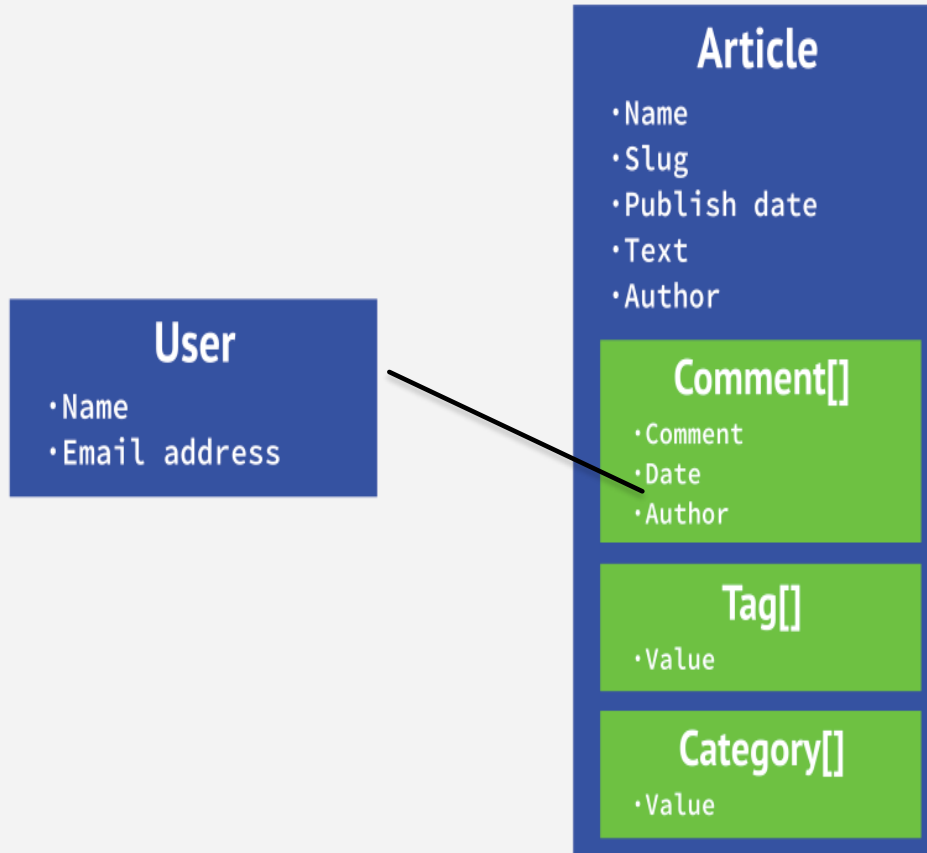 Article
·Name
·Slug
·Publish date
·Text
·Author
User
·Name
·Email address
Comment[]
·Comment
·Date
·Author
Tag[]
·Value
Category[]
·Value